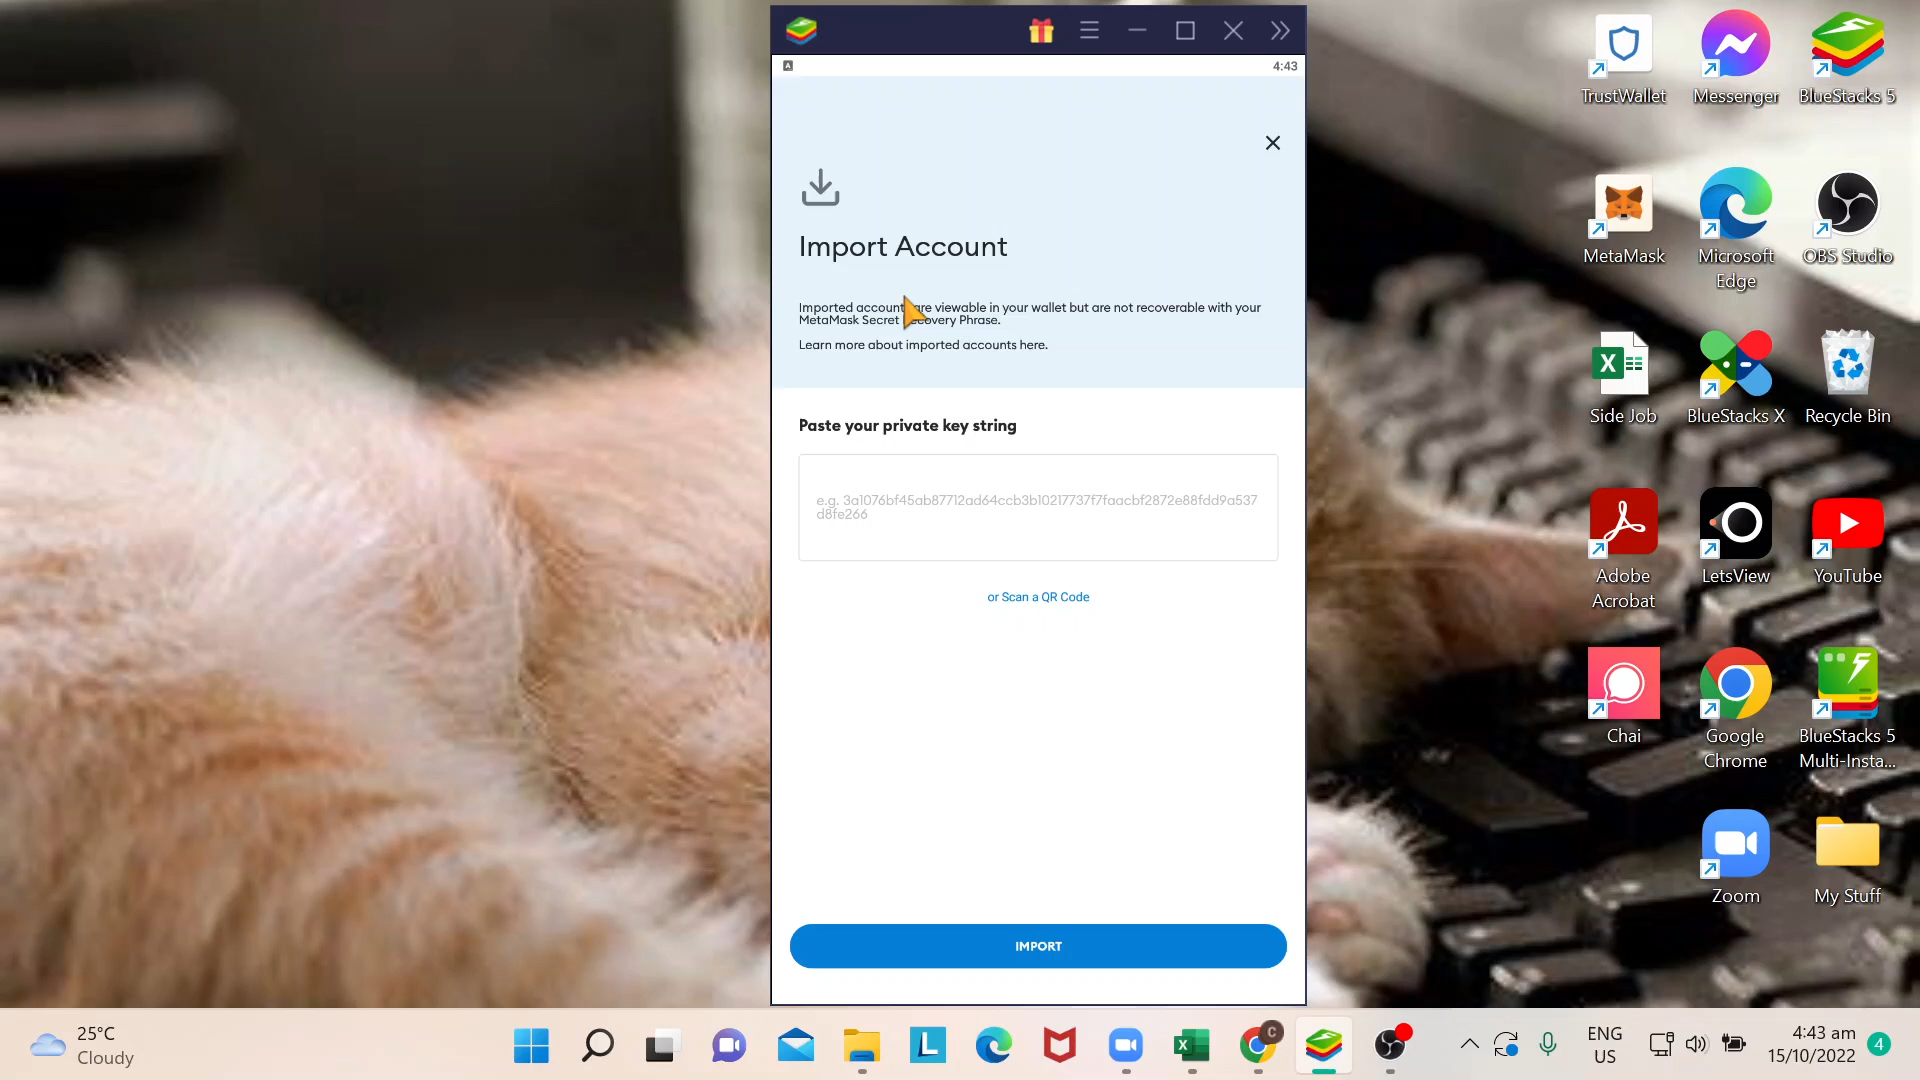 4:43
Import Account
Imported account are viewable in your wallet but are not recoverable with your
MetaMask Secret covery Phrase.
Learn more about imported accounts here.
Paste your private key string
e.g. 3a1076bf45ab87712ad64ccb3b10217737f7faacbf2872e88fdd9a537
d8fe266
or Scan a QR Code
IMPORT
TrustWallet
Messenger
BlueStacks 5
MetaMask
Microsoft
Edge
OBS Studio
Side Job
BlueStacks X
Recycle Bin
Adobe
Acrobat
LetsView
YouTube
Chai
Google
Chrome
BlueStacks 5
Multi-Insta...
Zoom
My Stuff
25°C
Cloudy
C
ENG
US
4:43 am
15/10/2022
4